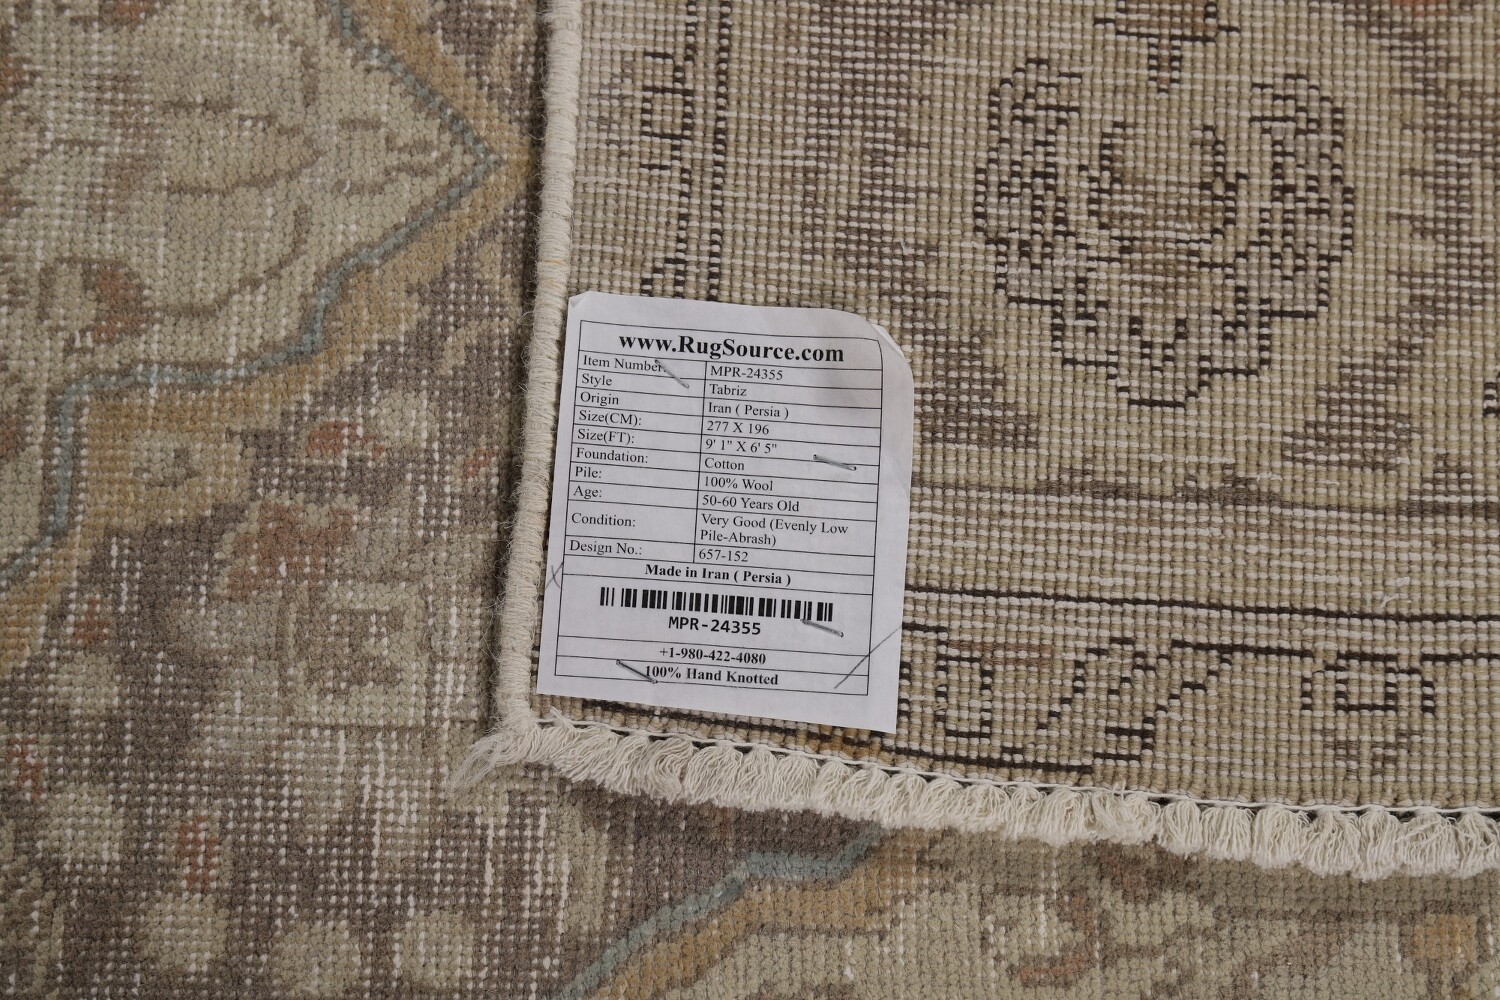 www.RugSource.com
Item Number: MPR-24355
Style Tabriz
Origin Iran ( Persia )
Size(CM): 277 X 196
Size(FT): 9' 1" X 6' 5"
Foundation: Cotton
Pile: 100% Wool
Age: 50-60 Years Old
Condition: Very Good (Evenly Low
Pile-Abrash)
Design No.: 657-152
Made in Iran ( Persia )
MPR-24355
+1-980-422-4080
100% Hand Knotted